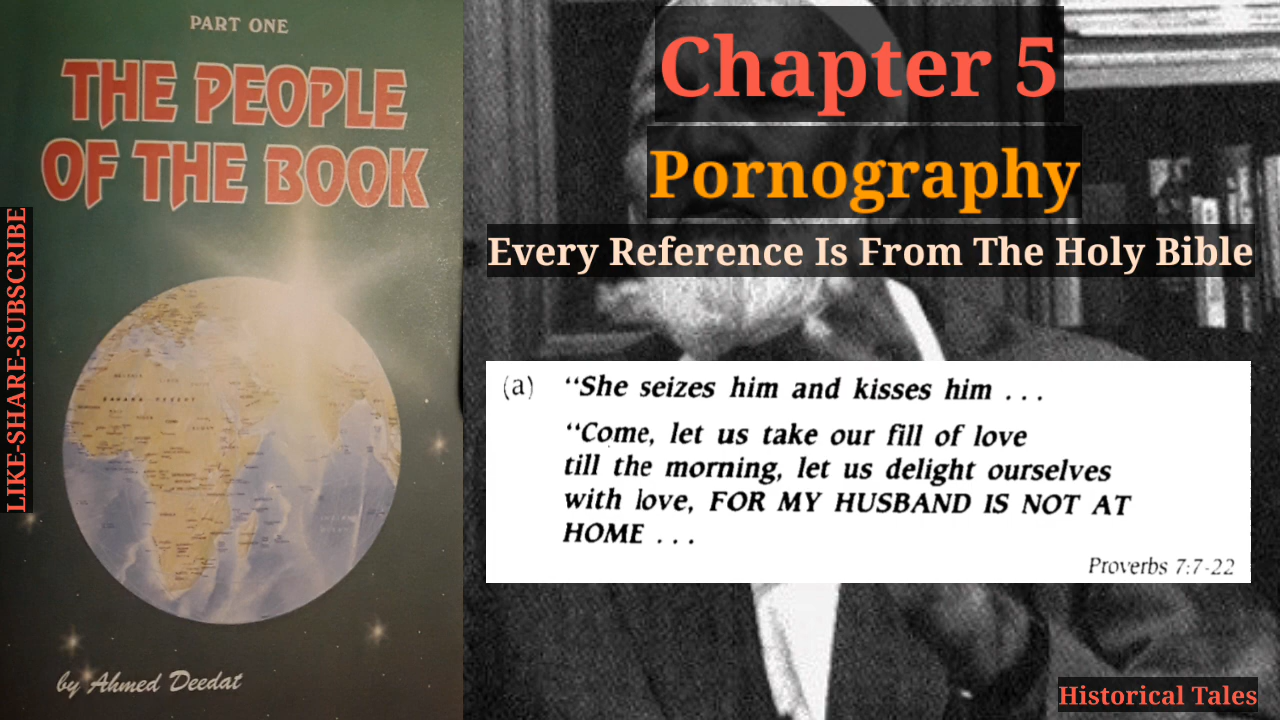 PART ONE
THE PEOPLE
OF THE BOOK
by Ahmed Deedat
LIKE-SHARE-SUBSCRIBE
Chapter 5
Pornography
Every Reference Is From The Holy Bible
(a) “She seizes him and kisses him . . .
“Come, let us take our fill of love
till the morning, let us delight ourselves
with love, FOR MY HUSBAND IS NOT AT
HOME . . .
Proverbs 7:7-22
Historical Tales